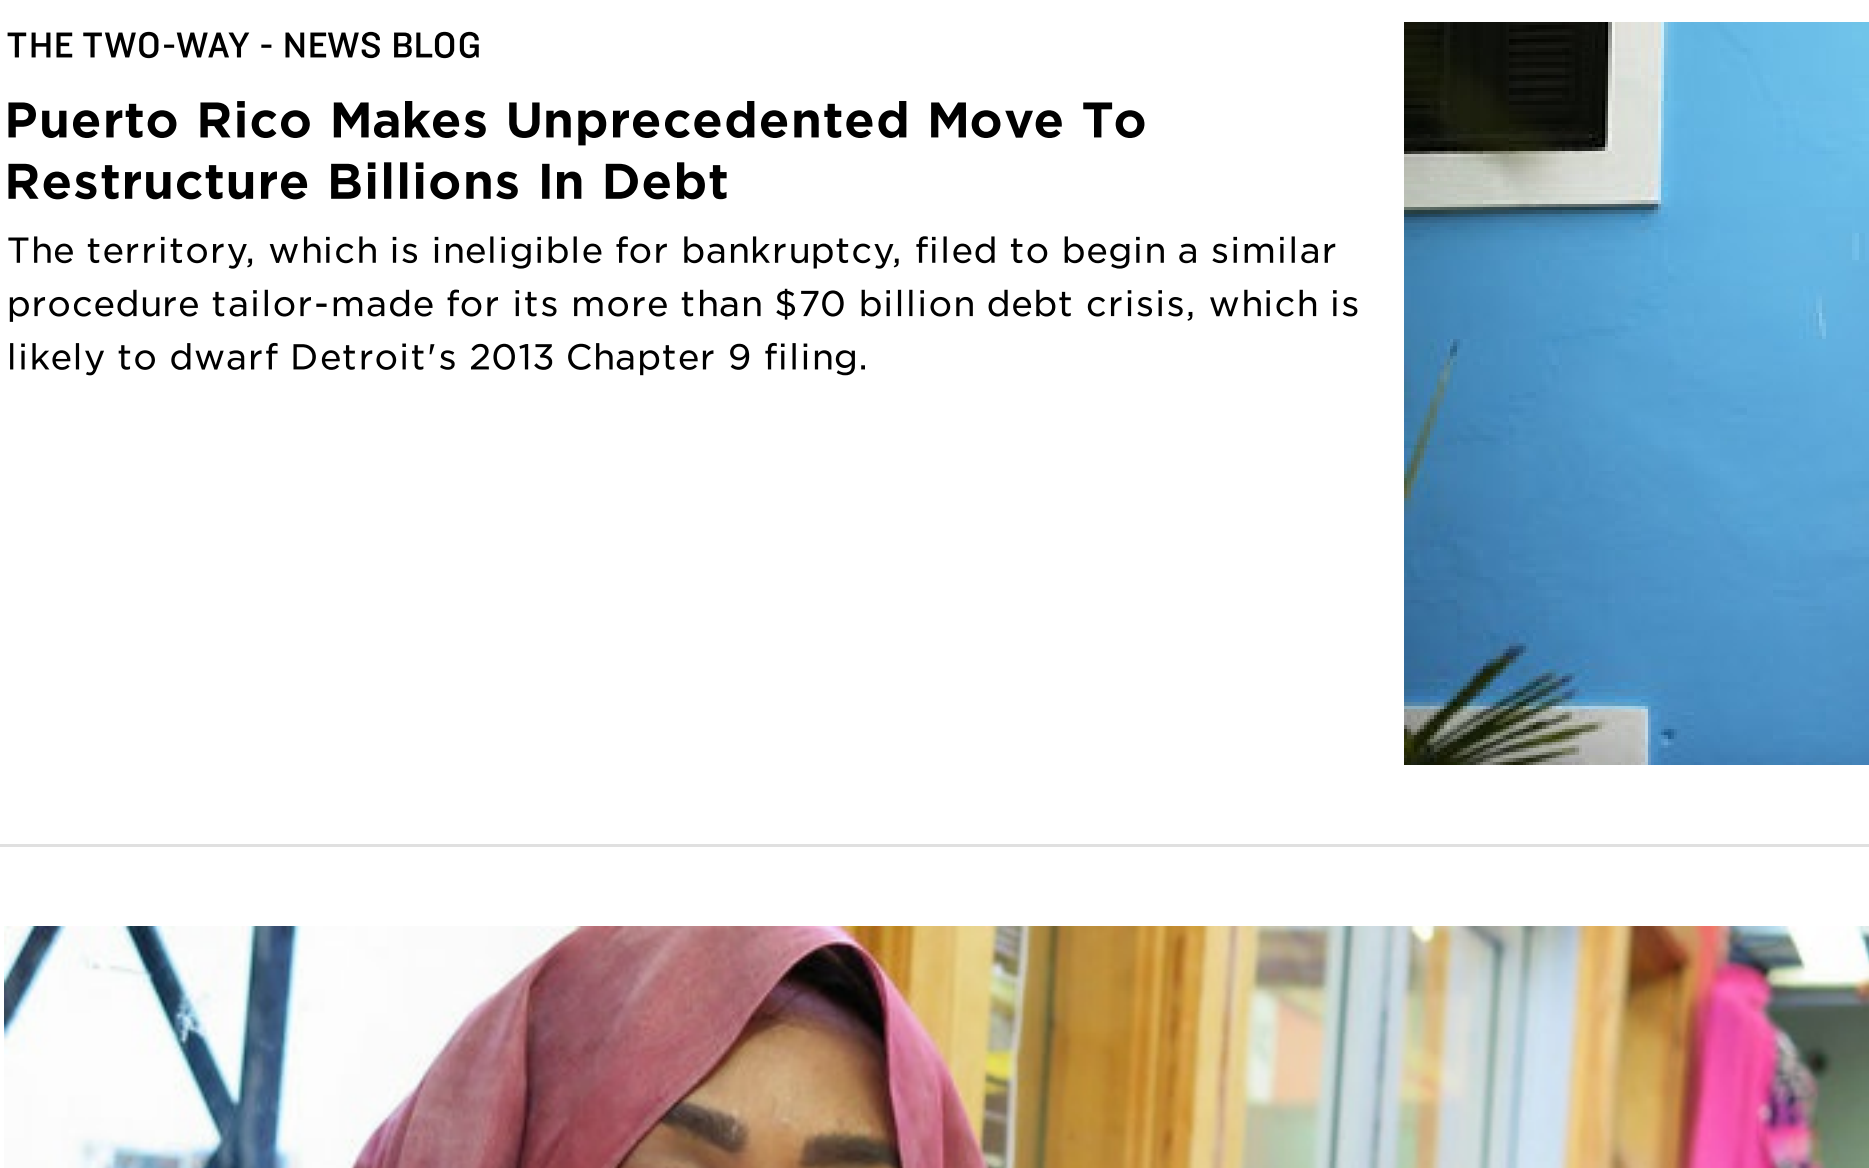 THE TWO-WAY - NEWS BLOG
Puerto Rico Makes Unprecedented Move To
Restructure Billions In Debt
The territory, which is ineligible for bankruptcy, filed to begin a similar
procedure tailor-made for its more than $70 billion debt crisis, which is
likely to dwarf Detroit's 2013 Chapter 9 filing.